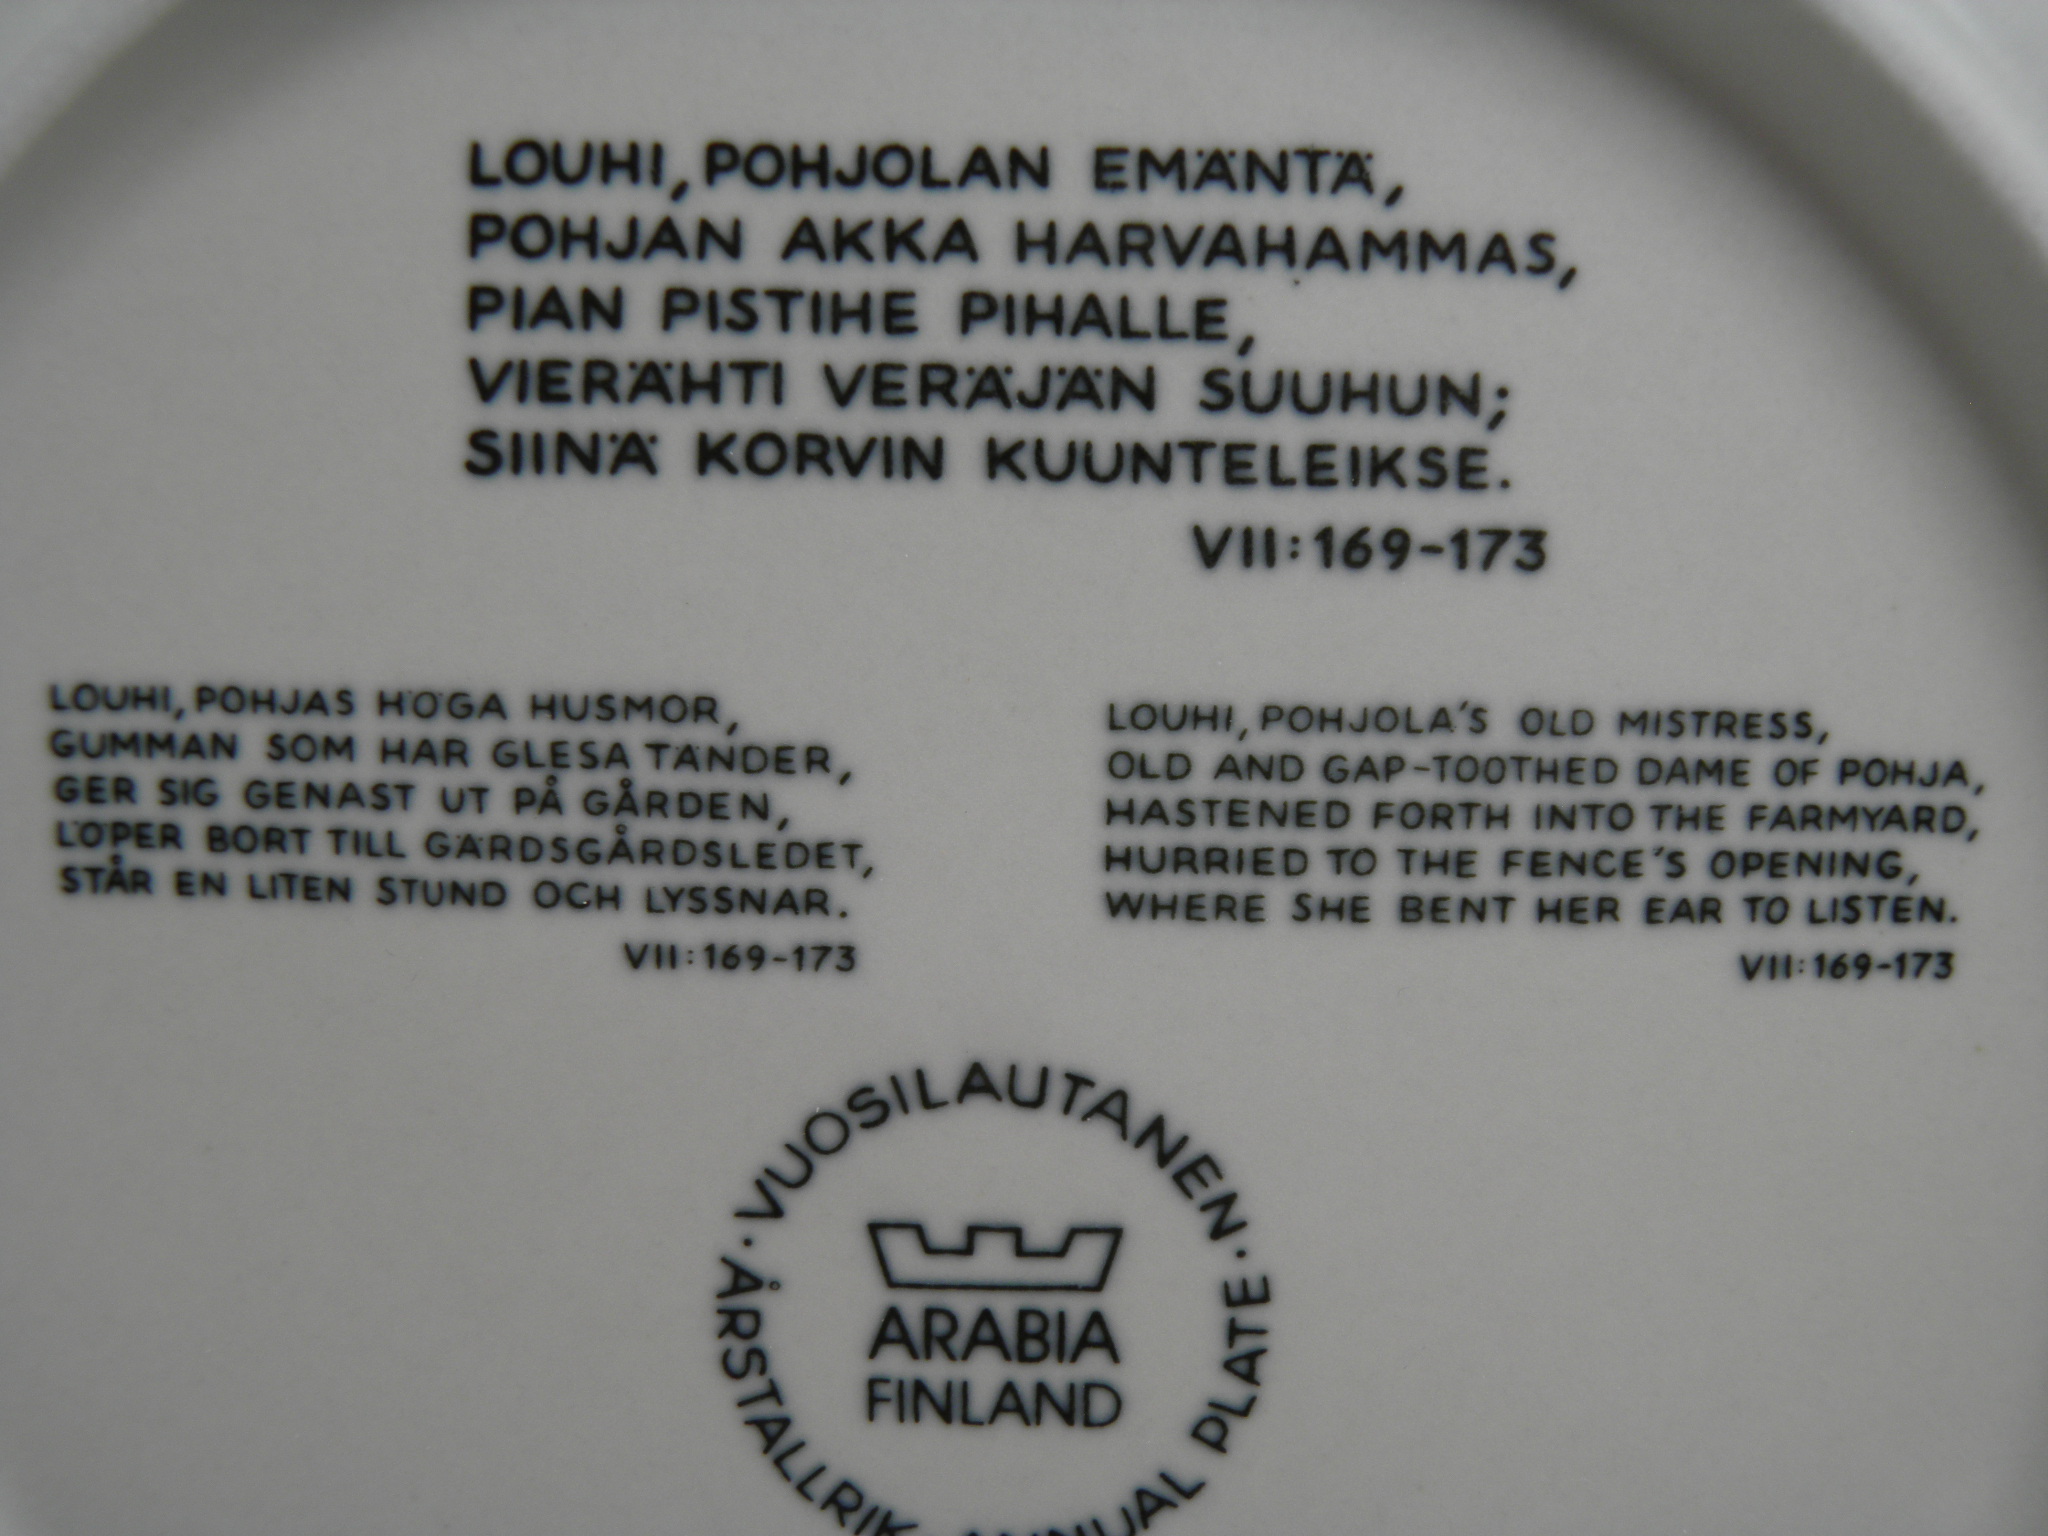 LOUHI, POHJOLAN EMÄNTÄ,
POHJAN AKKA HARVAHAMMAS,
PIAN PISTIHE PIHALLE,
VIERÄHTI VERÄJÄN SUUHUN;
SIINÄ KORVIN KUUNTELEIKSE.
VII:169-173
LOUHI, POHJAS HÖGA HUSMOR,
GUMMAN SOM HAR GLESA TÄNDER,
GER SIG GENAST UT PÅ GÅRDEN,
LÖPER BORT TILL GÄRDSGÅRDSLEDET,
STÅR EN LITEN STUND OCH LYSSNAR.
VII:169-173
LOUHI, POHJOLA'S OLD MISTRESS,
OLD AND GAP-TOOTHED DAME OF POHJA,
HASTENED FORTH INTO THE FARMYARD,
HURRIED TO THE FENCE'S OPENING,
WHERE SHE BENT HER EAR TO LISTEN.
VII:169-173
· VUOSILAUTANEN ·
ÅRSTALLRIK
ANNUAL PLATE
ARABIA
FINLAND